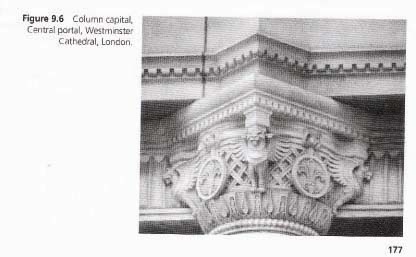 Figure 9.6 Column capital,
Central portal, Westminster
Cathedral, London.
177